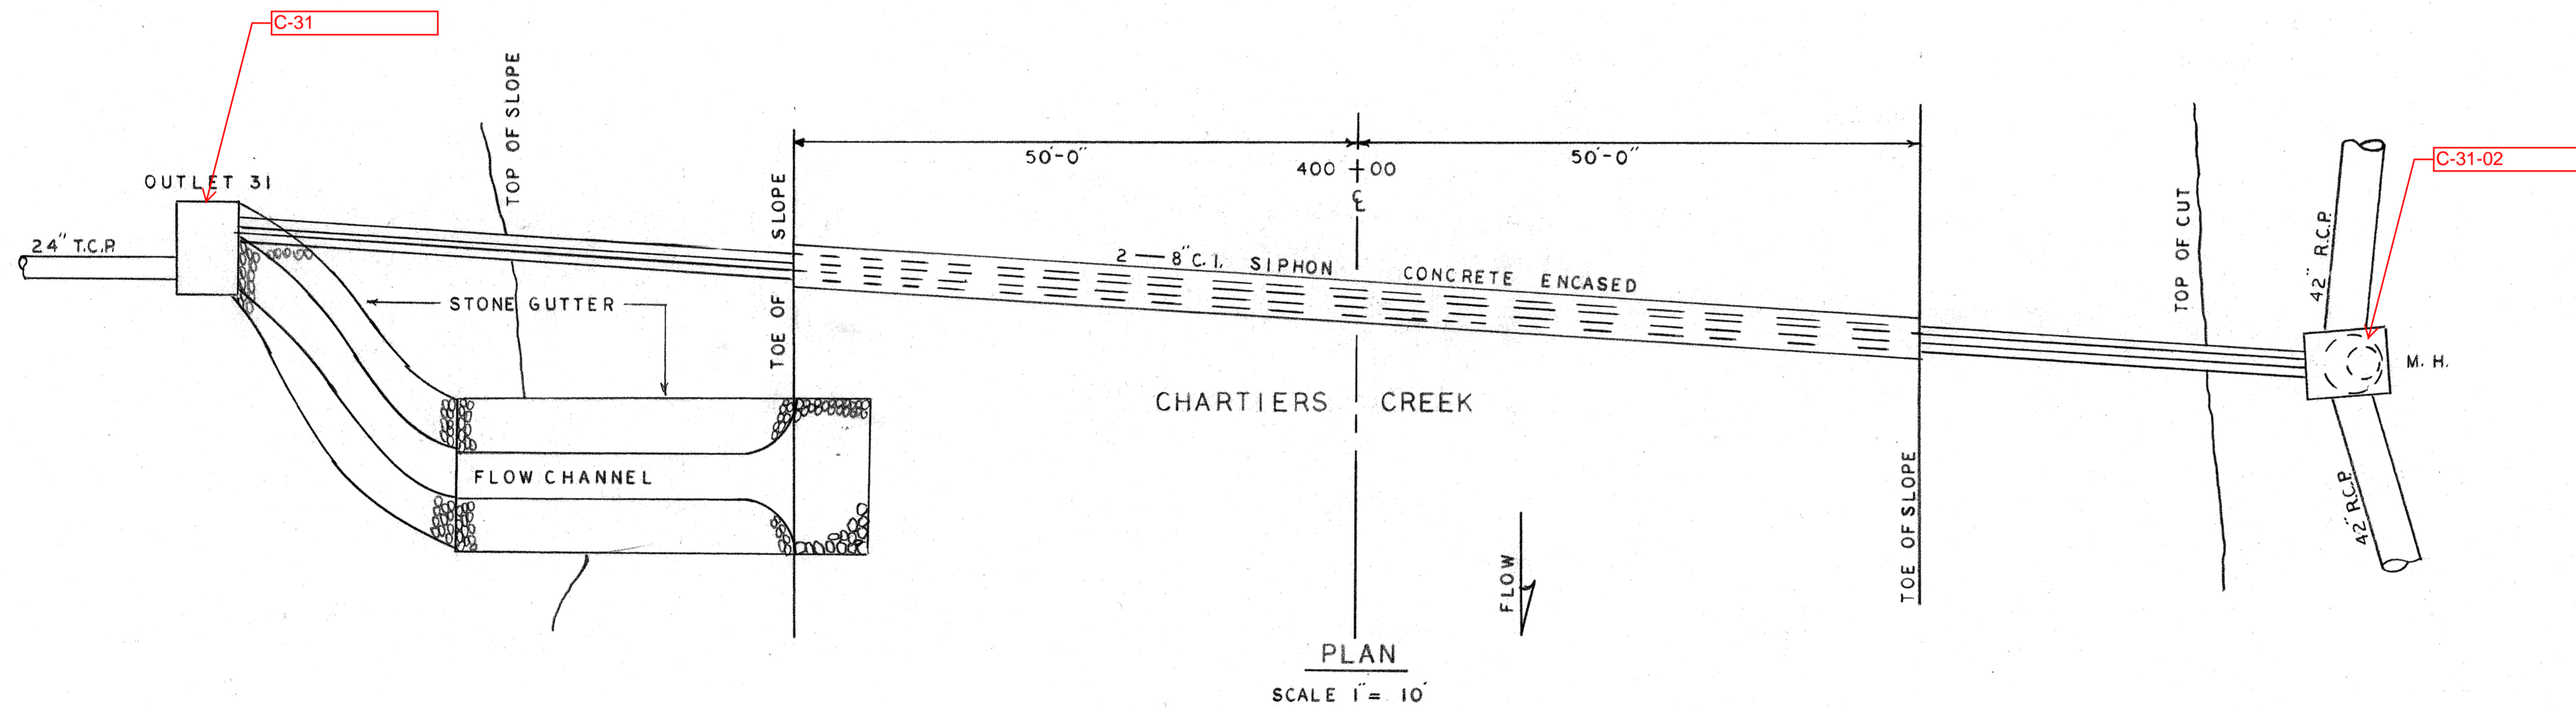 C-31
C-31-02
OUTLET 31
24" T.C.P.
TOP OF SLOPE
STONE GUTTER
FLOW CHANNEL
TOE OF SLOPE
50'-0"
50'-0"
400+00
℄
2—8" C.I. SIPHON CONCRETE ENCASED
CHARTIERS CREEK
FLOW
TOE OF SLOPE
TOP OF CUT
42" R.C.P.
M. H.
42" R.C.P.
PLAN
SCALE 1" = 10'